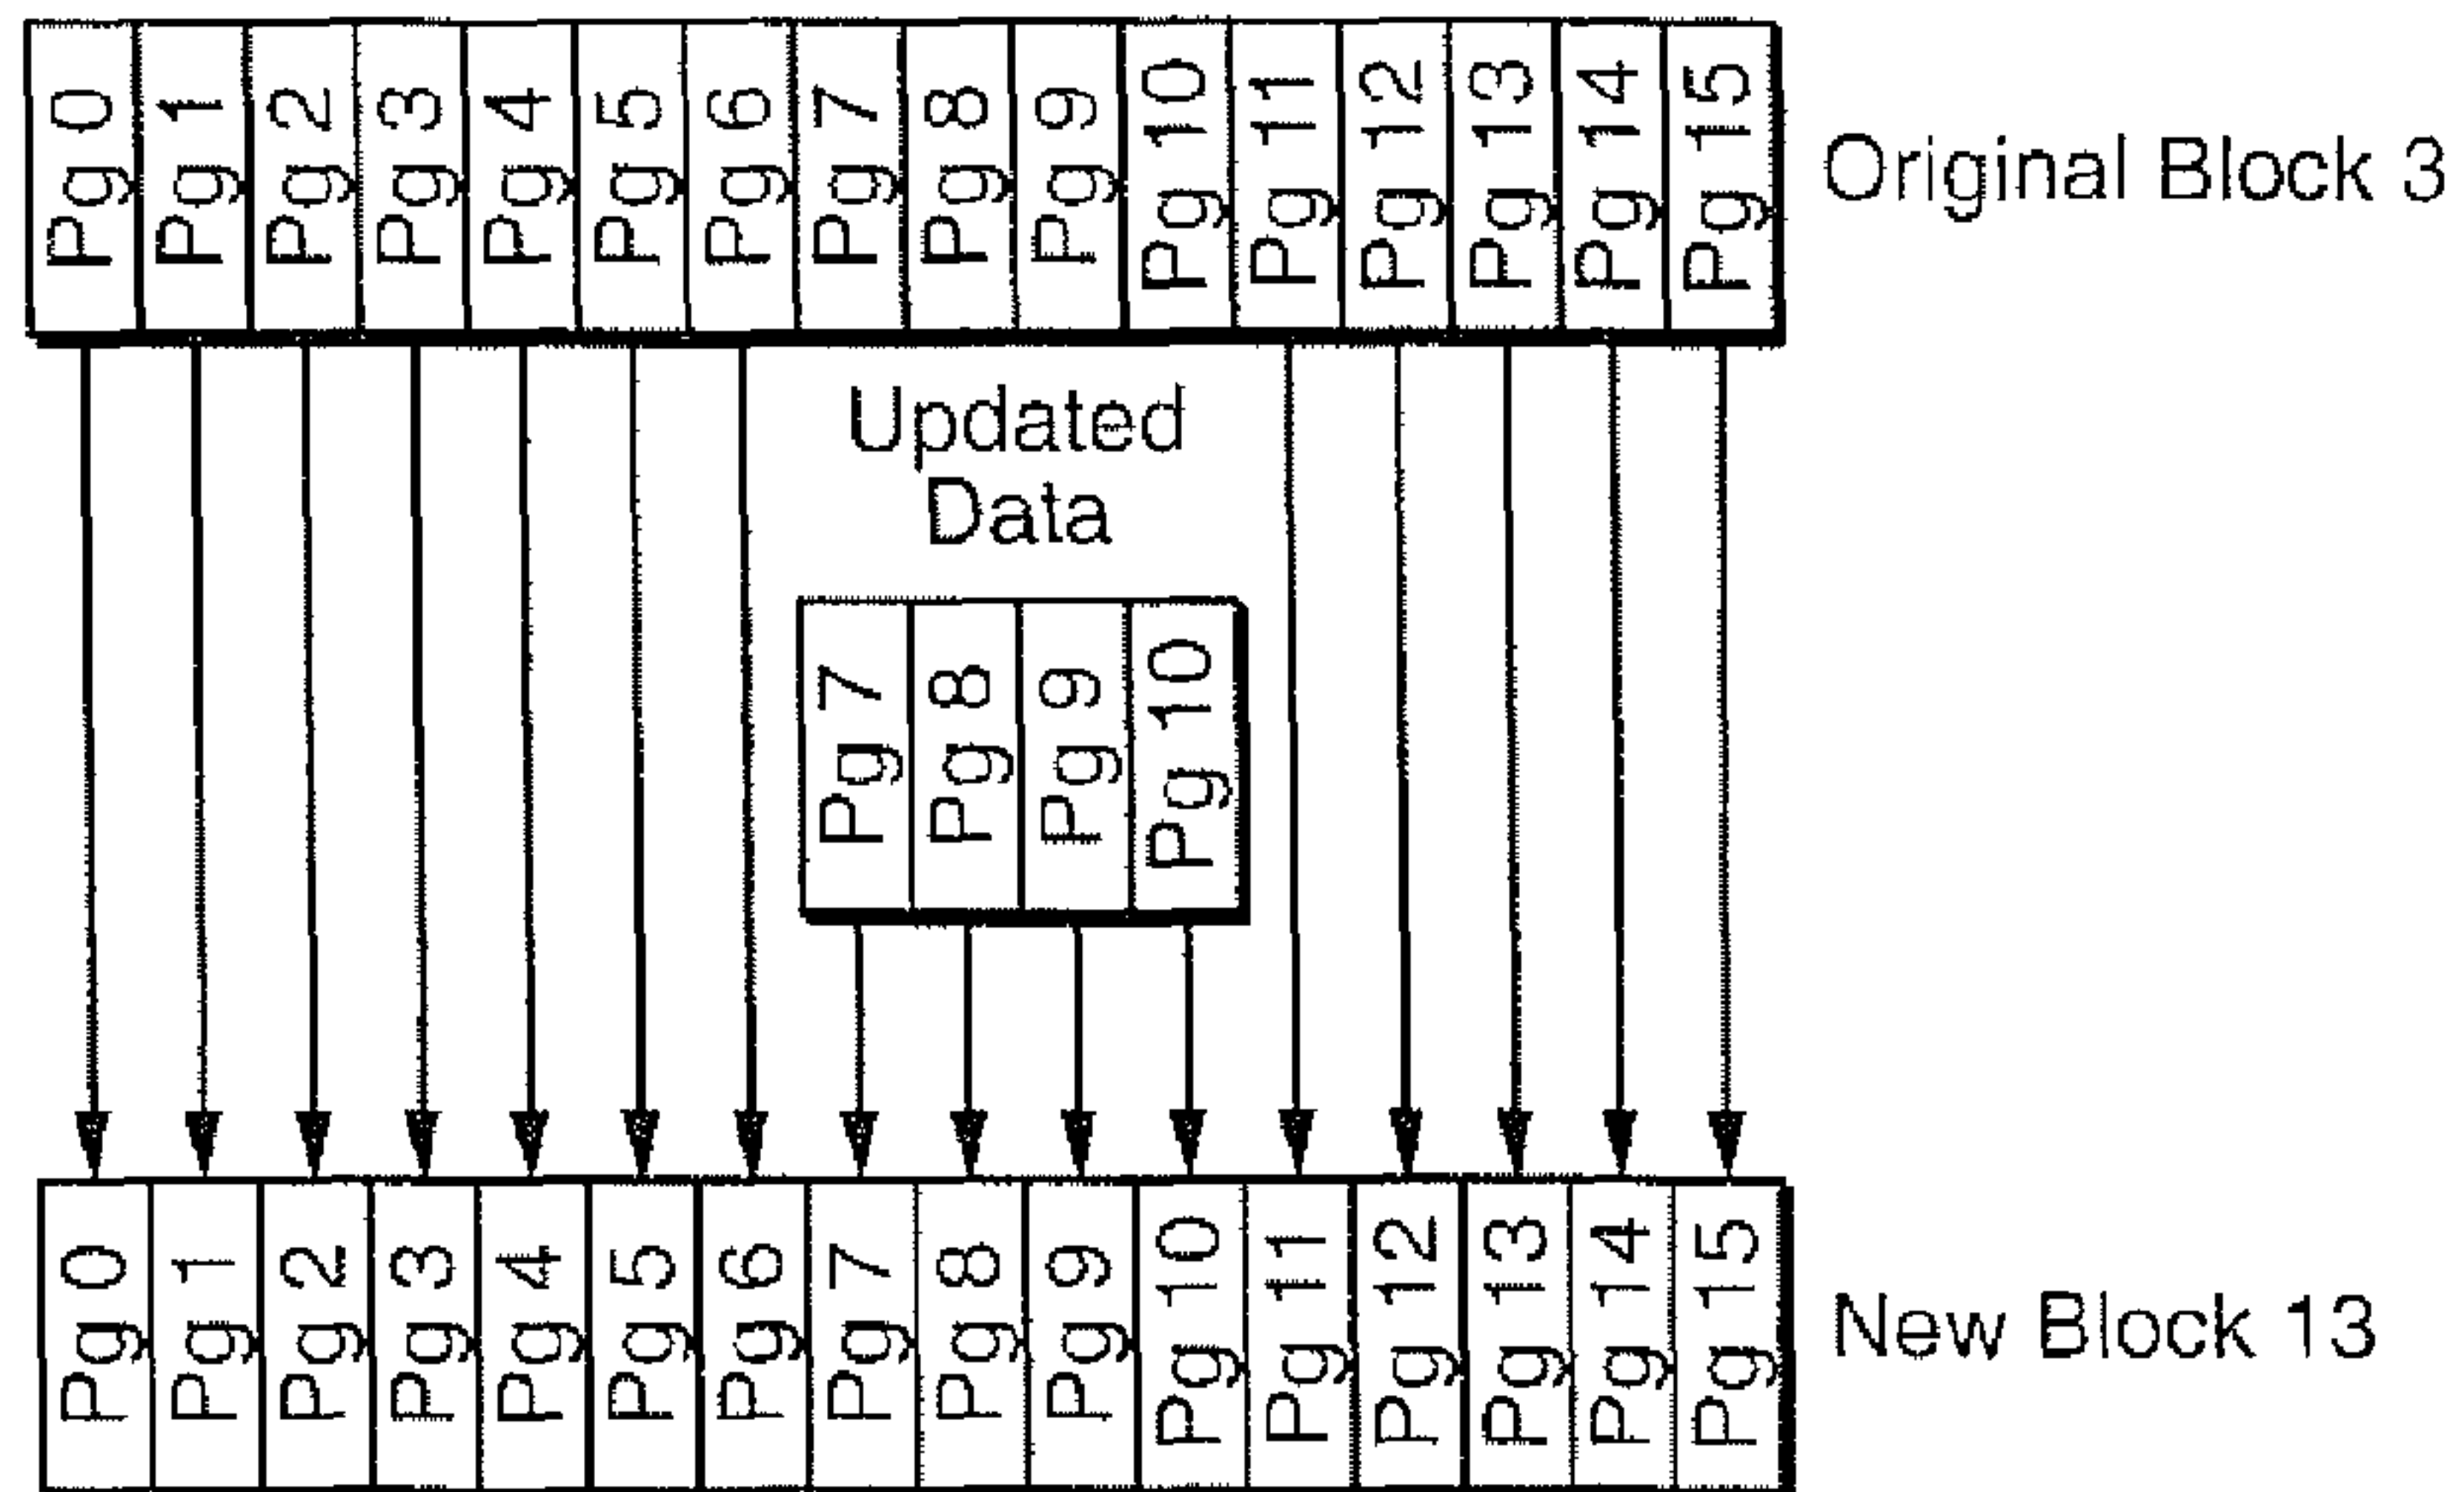 Pg 0 Pg 1 Pg 2 Pg 3 Pg 4 Pg 5 Pg 6 Pg 7 Pg 8 Pg 9 Pg 10 Pg 11 Pg 12 Pg 13 Pg 14 Pg 15 Original Block 3
Updated
Data
Pg 7 Pg 8 Pg 9 Pg 10
Pg 0 Pg 1 Pg 2 Pg 3 Pg 4 Pg 5 Pg 6 Pg 7 Pg 8 Pg 9 Pg 10 Pg 11 Pg 12 Pg 13 Pg 14 Pg 15 New Block 13